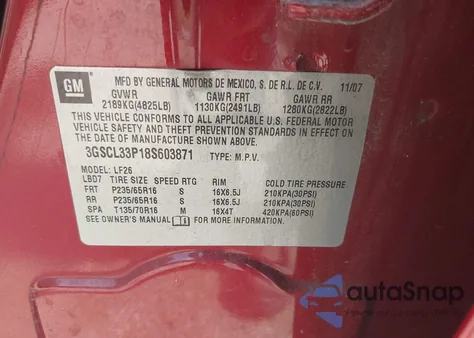 GM
MFD BY GENERAL MOTORS DE MEXICO, S. DE R.L. DE C.V. 11/07
GVWR GAWR FRT GAWR RR
2189KG(4825LB) 1130KG(2491LB) 1280KG(2822LB)
THIS VEHICLE CONFORMS TO ALL APPLICABLE U.S. FEDERAL MOTOR
VEHICLE SAFETY AND THEFT PREVENTION STANDARDS IN EFFECT
ON THE DATE OF MANUFACTURE SHOWN ABOVE.
3GSCL33P18S603871 TYPE: M.P.V.
MODEL: LF26
LBD7 TIRE SIZE SPEED RTG RIM COLD TIRE PRESSURE
FRT P235/65R16 S 16X6.5J 210KPA(30PSI)
RR P235/65R16 S 16X6.5J 210KPA(30PSI)
SPA T135/70R16 M 16X4T 420KPA(60PSI)
SEE OWNER'S MANUAL i FOR MORE INFORMATION.
autoSnap